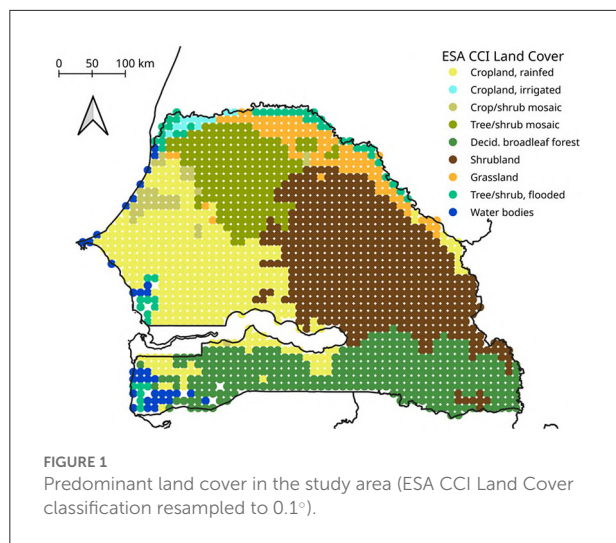 ESA CCI Land Cover
0 50 100 km
Cropland, rainfed
Cropland, irrigated
Crop/shrub mosaic
Tree/shrub mosaic
Decid. broadleaf forest
Shrubland
Grassland
Tree/shrub, flooded
Water bodies
FIGURE 1
Predominant land cover in the study area (ESA CCI Land Cover
classification resampled to 0.1°).